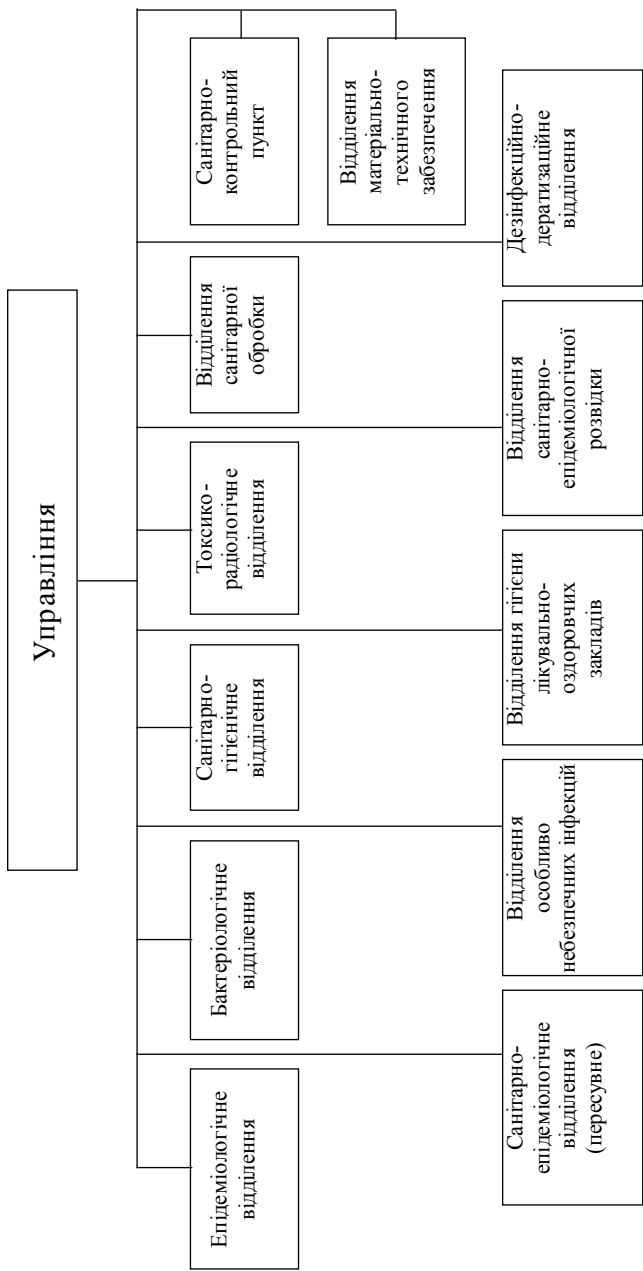 Управління
Епідеміологічне
відділення
Бактеріологічне
відділення
Санітарно-
гігієнічне
відділення
Токсико-
радіологічне
відділення
Відділення
санітарної
обробки
Санітарно-
контрольний
пункт
Відділення
матеріально-
технічного
забезпечення
Санітарно-
епідеміологічне
відділення
(пересувне)
Відділення
особливо
небезпечних інфекцій
Відділення гігієни
лікувально-
оздоровчих
закладів
Відділення
санітарно-
епідеміологічної
розвідки
Дезінфекційно-
дератизаційне
відділення